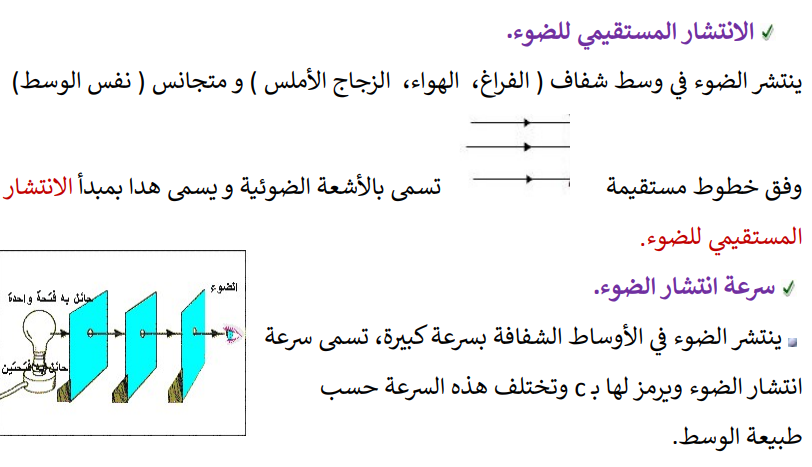 الانتشار المستقيمي للضوء.
ينتشر الضوء في وسط شفاف ( الفراغ، الهواء، الزجاج الأملس ) و متجانس ( نفس الوسط)
وفق خطوط مستقيمة تسمى بالأشعة الضوئية و يسمى هدا بمبدأ الانتشار
المستقيمي للضوء.
سرعة انتشار الضوء.
ينتشر الضوء في الأوساط الشفافة بسرعة كبيرة، تسمى سرعة
انتشار الضوء ويرمز لها بـ c وتختلف هذه السرعة حسب
طبيعة الوسط.
الضوء
حائل به فتحة واحدة
حائل به فتحتين